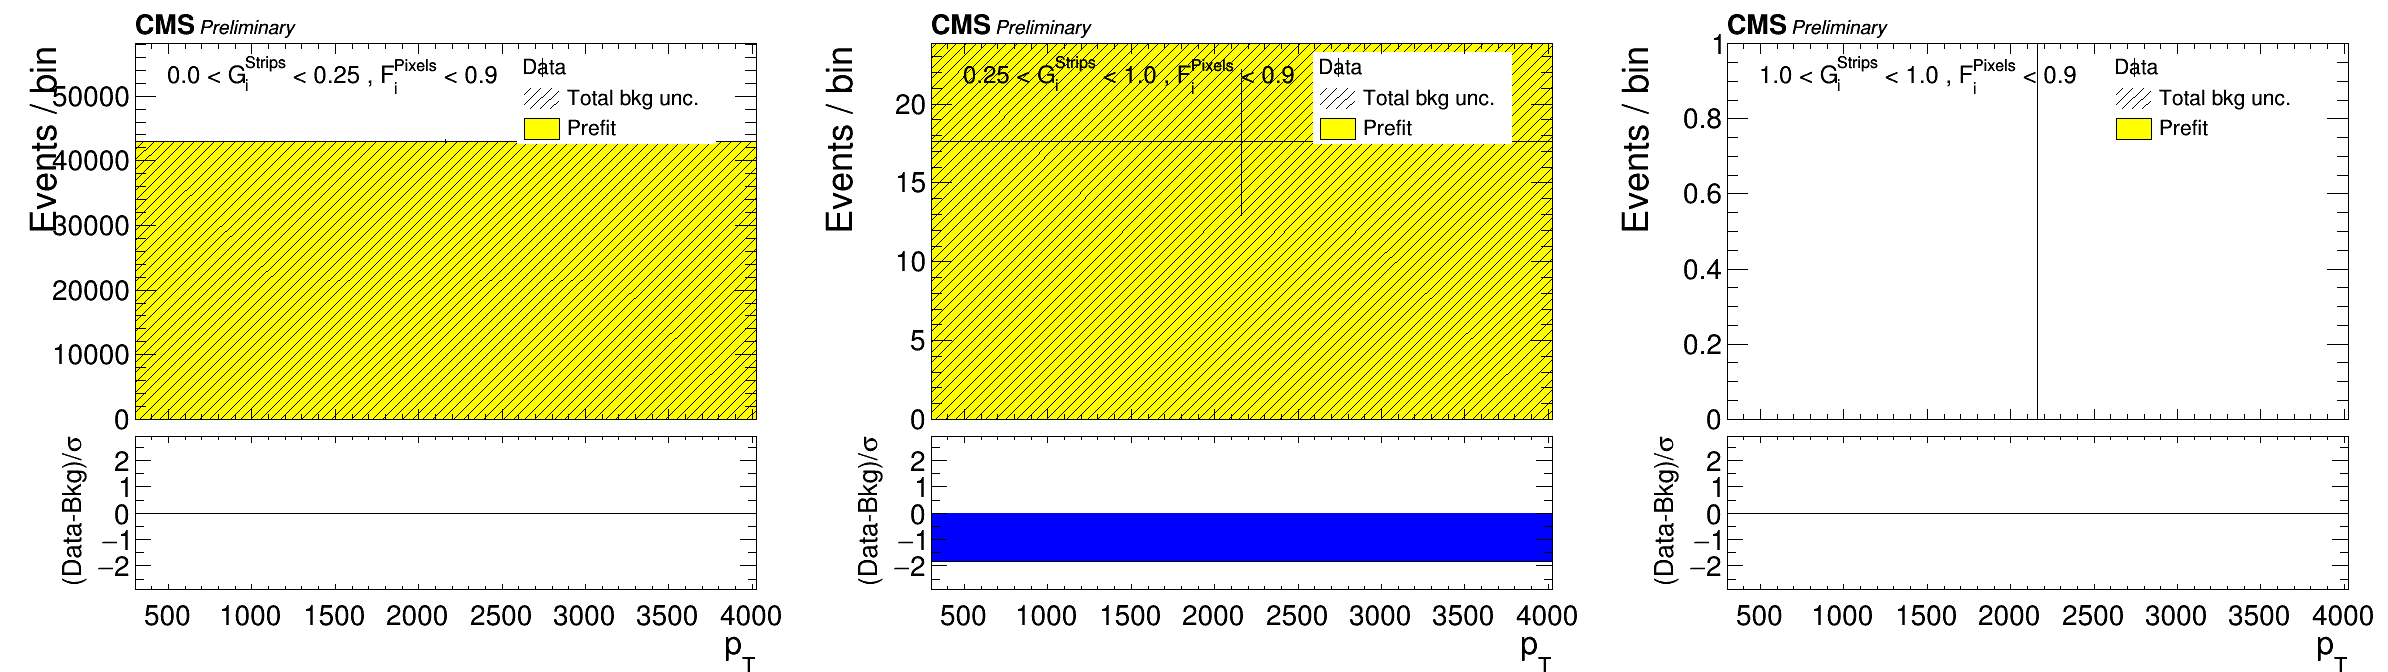 CMS Preliminary
Events / bin
0.0 < G_i^Strips < 0.25 , F_i^Pixels < 0.9
Data
Total bkg unc.
Prefit
50000
40000
30000
20000
10000
0
(Data-Bkg)/σ
2
1
0
−1
−2
500 1000 1500 2000 2500 3000 3500 4000
p_T
CMS Preliminary
Events / bin
0.25 < G_i^Strips < 1.0 , F_i^Pixels < 0.9
Data
Total bkg unc.
Prefit
20
15
10
5
0
(Data-Bkg)/σ
2
1
0
−1
−2
500 1000 1500 2000 2500 3000 3500 4000
p_T
CMS Preliminary
Events / bin
1.0 < G_i^Strips < 1.0 , F_i^Pixels < 0.9
Data
Total bkg unc.
Prefit
1
0.8
0.6
0.4
0.2
0
(Data-Bkg)/σ
2
1
0
−1
−2
500 1000 1500 2000 2500 3000 3500 4000
p_T